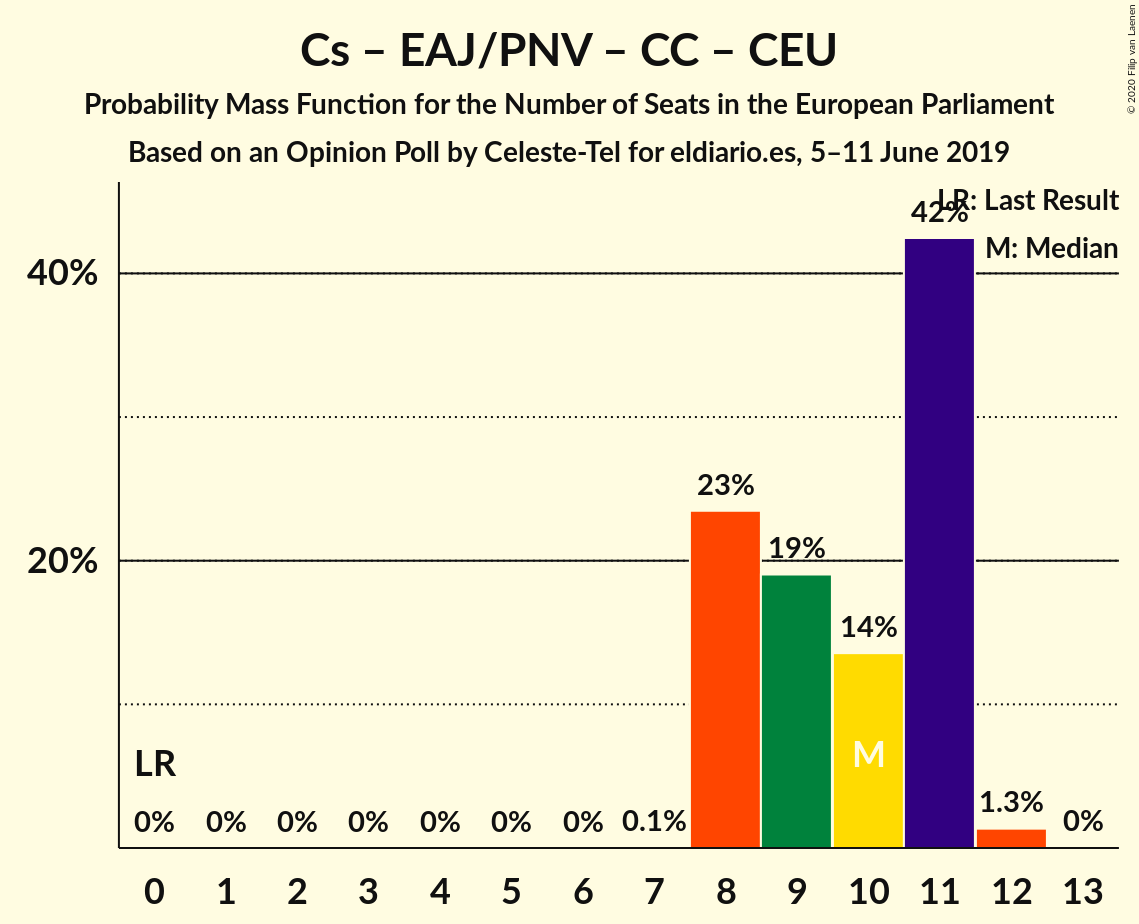 Cs – EAJ/PNV – CC – CEU
Probability Mass Function for the Number of Seats in the European Parliament
Based on an Opinion Poll by Celeste-Tel for eldiario.es, 5–11 June 2019
© 2020 Filip van Laenen
LR: Last Result
M: Median
42%
40%
23%
20%
19%
14%
M
LR
0% 0% 0% 0% 0% 0% 0% 0.1% 1.3% 0%
0 1 2 3 4 5 6 7 8 9 10 11 12 13